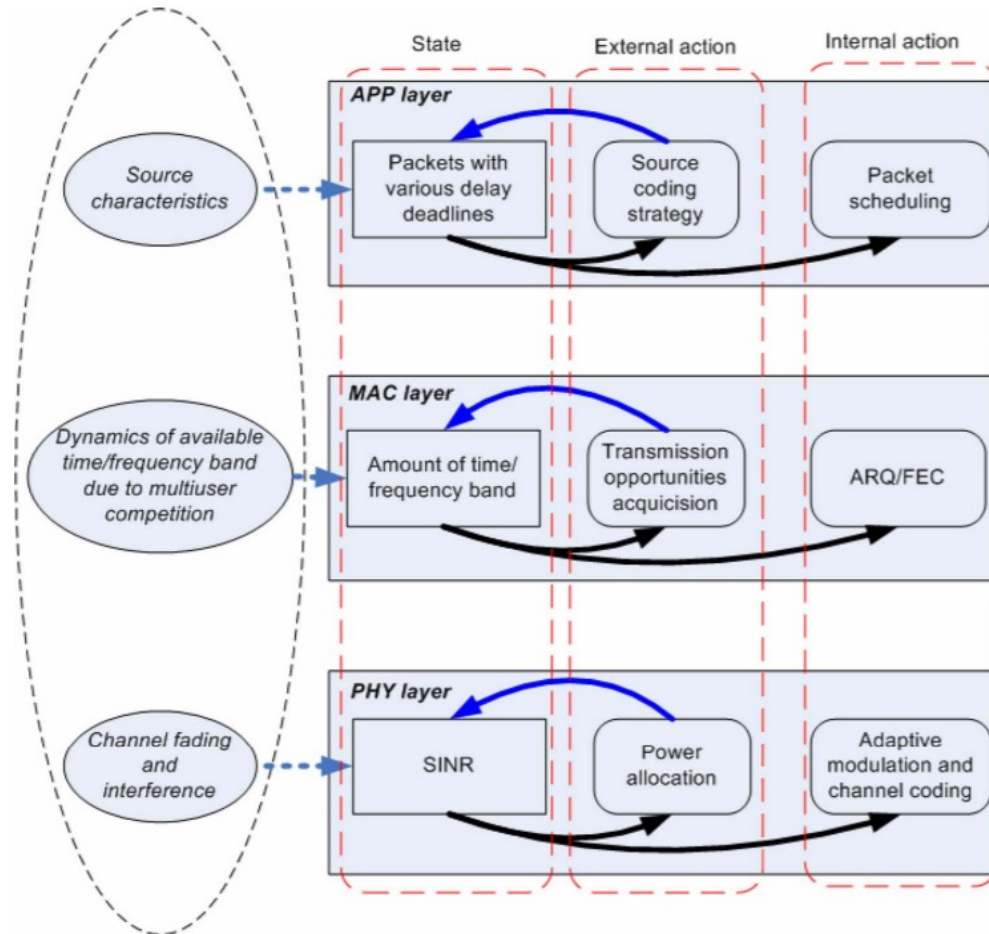 State
External action
Internal action
APP layer
Source
characteristics
Packets with
various delay
deadlines
Source
coding
strategy
Packet
scheduling
MAC layer
Dynamics of available
time/frequency band
due to multiuser
competition
Amount of time/
frequency band
Transmission
opportunities
acquicision
ARQ/FEC
PHY layer
Channel fading
and
interference
SINR
Power
allocation
Adaptive
modulation and
channel coding